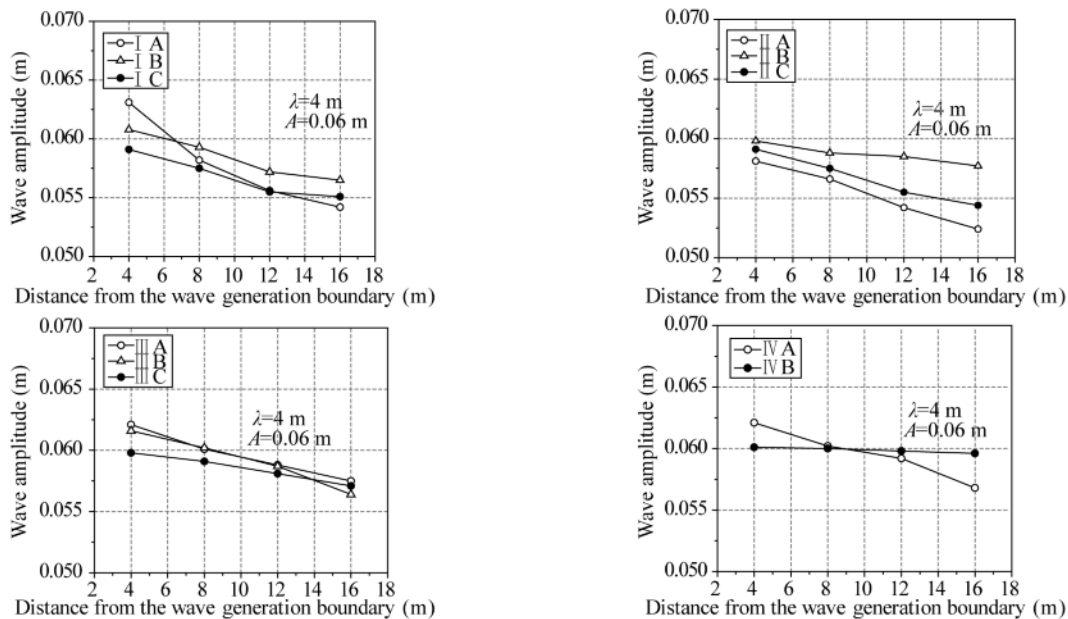 0.070
0.065
0.060
0.055
0.050
Wave amplitude (m)
Ⅰ A
Ⅰ B
Ⅰ C
λ=4 m
A=0.06 m
2 4 6 8 10 12 14 16 18
Distance from the wave generation boundary (m)
0.070
0.065
0.060
0.055
0.050
Wave amplitude (m)
Ⅱ A
Ⅱ B
Ⅱ C
λ=4 m
A=0.06 m
2 4 6 8 10 12 14 16 18
Distance from the wave generation boundary (m)
0.070
0.065
0.060
0.055
0.050
Wave amplitude (m)
Ⅲ A
Ⅲ B
Ⅲ C
λ=4 m
A=0.06 m
2 4 6 8 10 12 14 16 18
Distance from the wave generation boundary (m)
0.070
0.065
0.060
0.055
0.050
Wave amplitude (m)
Ⅳ A
Ⅳ B
λ=4 m
A=0.06 m
2 4 6 8 10 12 14 16 18
Distance from the wave generation boundary (m)